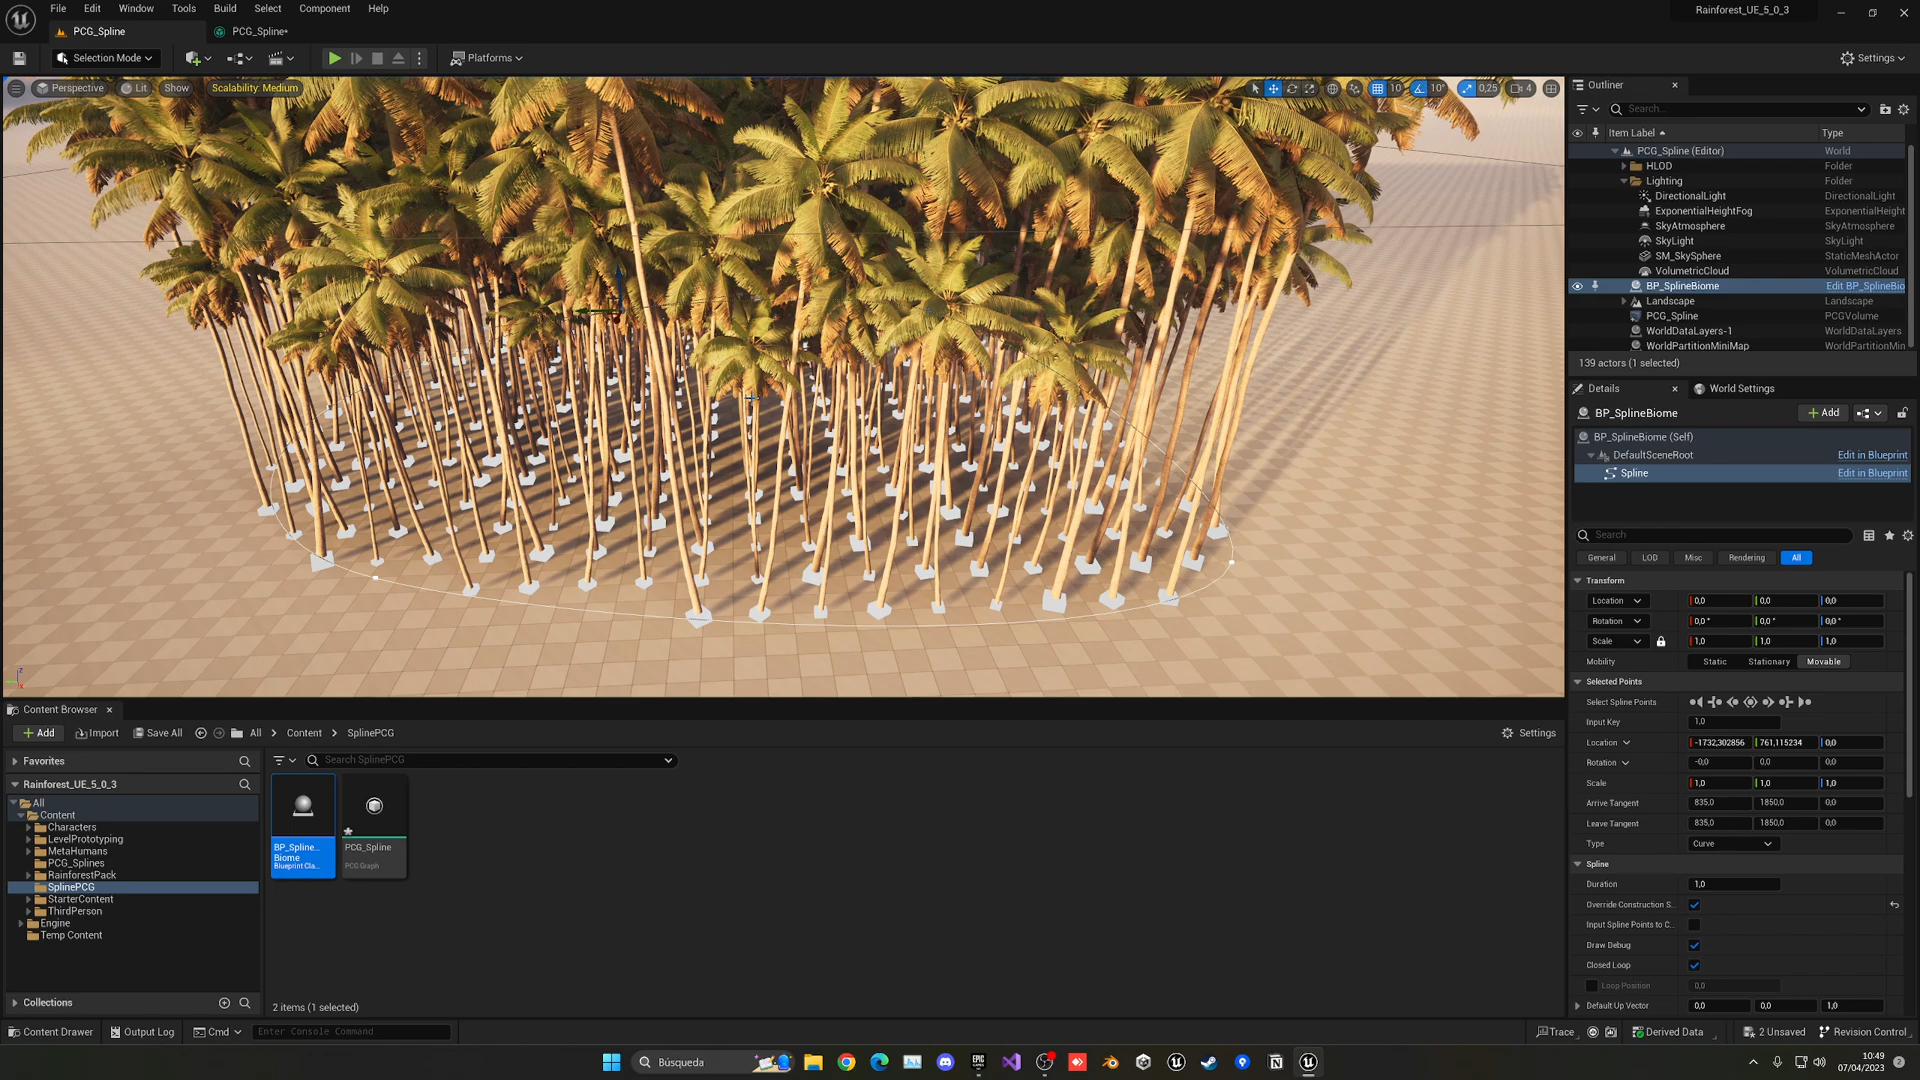 File Edit Window Tools Build Select Component Help
Rainforest_UE_5_0_3
PCG_Spline
PCG_Spline*
Selection Mode
Platforms
Settings
Perspective
Lit
Show
Scalability: Medium
10
10°
0,25
4
Outliner
Search...
Item Label
Type
PCG_Spline (Editor) World
HLOD Folder
Lighting Folder
DirectionalLight DirectionalLight
ExponentialHeightFog ExponentialHeight
SkyAtmosphere SkyAtmosphere
SkyLight SkyLight
SM_SkySphere StaticMeshActor
VolumetricCloud VolumetricCloud
BP_SplineBiome Edit BP_SplineBio
Landscape Landscape
PCG_Spline PCGVolume
WorldDataLayers-1 WorldDataLayers
WorldPartitionMiniMap WorldPartitionMin
139 actors (1 selected)
Details
World Settings
BP_SplineBiome
Add
BP_SplineBiome (Self)
DefaultSceneRoot Edit in Blueprint
Spline Edit in Blueprint
Search
General LOD Misc Rendering All
Transform
Location 0,0 0,0 0,0
Rotation 0,0 ° 0,0 ° 0,0 °
Scale 1,0 1,0 1,0
Mobility Static Stationary Movable
Selected Points
Select Spline Points
Input Key 1,0
Location -1732,302856 761,115234 0,0
Rotation -0,0 0,0 0,0
Scale 1,0 1,0 1,0
Arrive Tangent 835,0 1850,0 0,0
Leave Tangent 835,0 1850,0 0,0
Type Curve
Spline
Duration 1,0
Override Construction S...
Input Spline Points to C...
Draw Debug
Closed Loop
Loop Position 0,0
Default Up Vector 0,0 0,0 1,0
Content Browser
Add Import Save All All Content SplinePCG Settings
Favorites
Search SplinePCG
Rainforest_UE_5_0_3
All
Content
Characters
LevelPrototyping
MetaHumans
PCG_Splines
RainforestPack
SplinePCG
StarterContent
ThirdPerson
Engine
Temp Content
BP_Spline...
Biome
Blueprint Cla...
PCG_Spline
PCG Graph
Collections
2 items (1 selected)
Content Drawer Output Log Cmd Enter Console Command
Trace Derived Data 2 Unsaved Revision Control
Búsqueda
EPIC
GAMES
10:49
07/04/2023
2